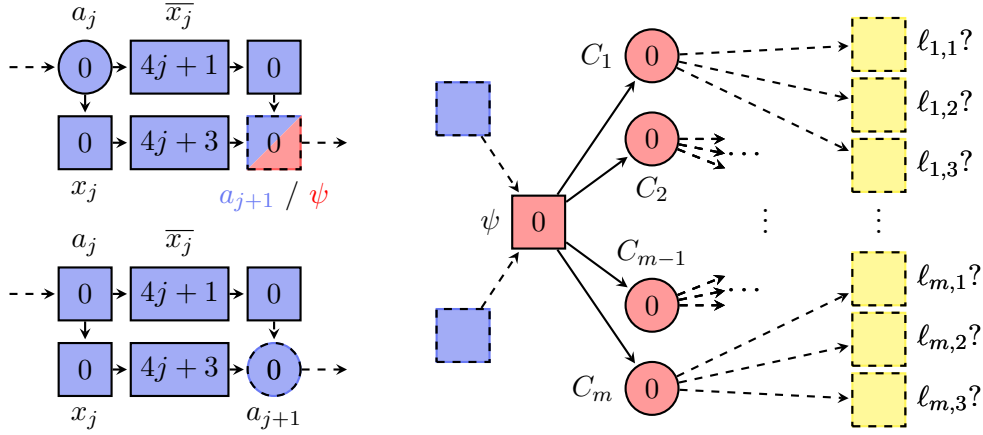 a_j \overline{x_j}
0 4j + 1 0
0 4j + 3 0
x_j a_{j+1} / ψ
a_j \overline{x_j}
0 4j + 1 0
0 4j + 3 0
x_j a_{j+1}
ψ 0
C_1 0
0
C_2
⋮
C_{m−1}
0
C_m 0
ℓ_{1,1}?
ℓ_{1,2}?
ℓ_{1,3}?
⋮
ℓ_{m,1}?
ℓ_{m,2}?
ℓ_{m,3}?